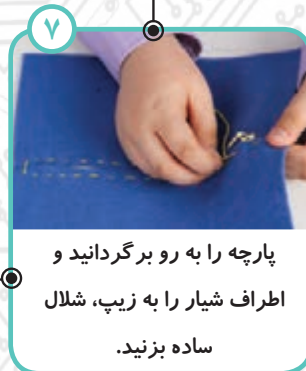 ۷
پارچه را به رو برگردانید و
اطراف شیار را به زیپ، شلال
ساده بزنید.